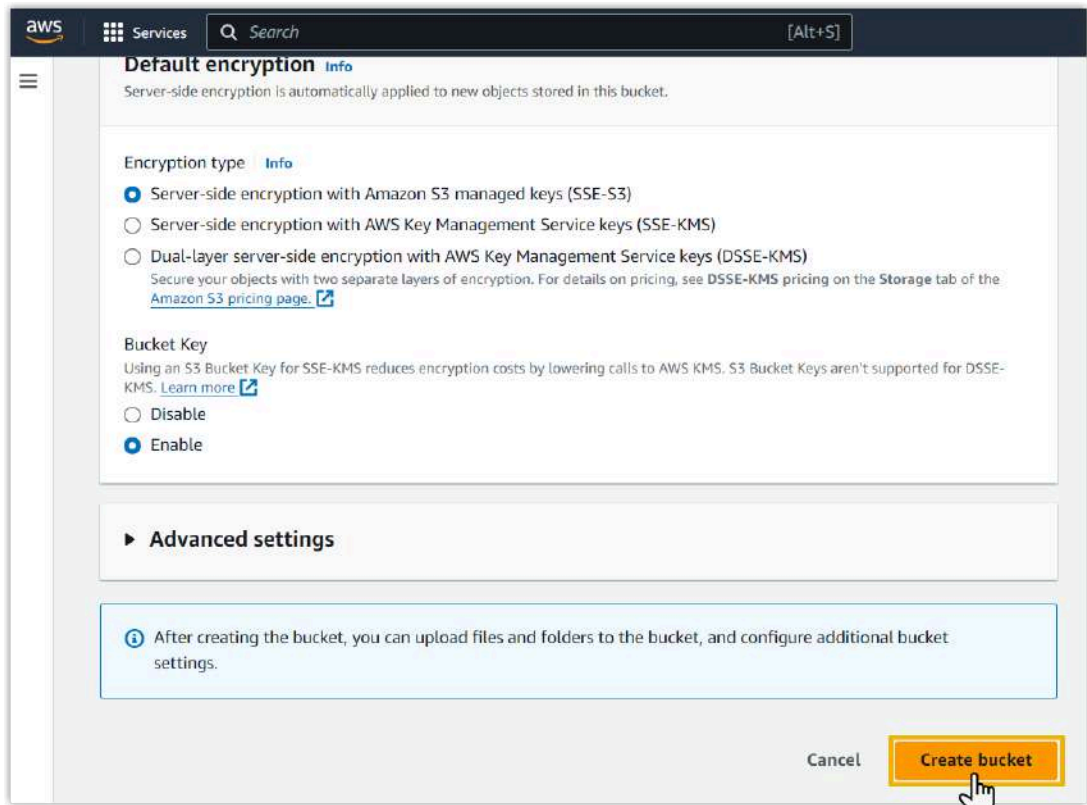 aws
Services
Search
[Alt+S]
Default encryption Info
Server-side encryption is automatically applied to new objects stored in this bucket.
Encryption type Info
Server-side encryption with Amazon S3 managed keys (SSE-S3)
Server-side encryption with AWS Key Management Service keys (SSE-KMS)
Dual-layer server-side encryption with AWS Key Management Service keys (DSSE-KMS)
Secure your objects with two separate layers of encryption. For details on pricing, see DSSE-KMS pricing on the Storage tab of the
Amazon S3 pricing page.
Bucket Key
Using an S3 Bucket Key for SSE-KMS reduces encryption costs by lowering calls to AWS KMS. S3 Bucket Keys aren't supported for DSSE-
KMS. Learn more
Disable
Enable
Advanced settings
After creating the bucket, you can upload files and folders to the bucket, and configure additional bucket
settings.
Cancel
Create bucket